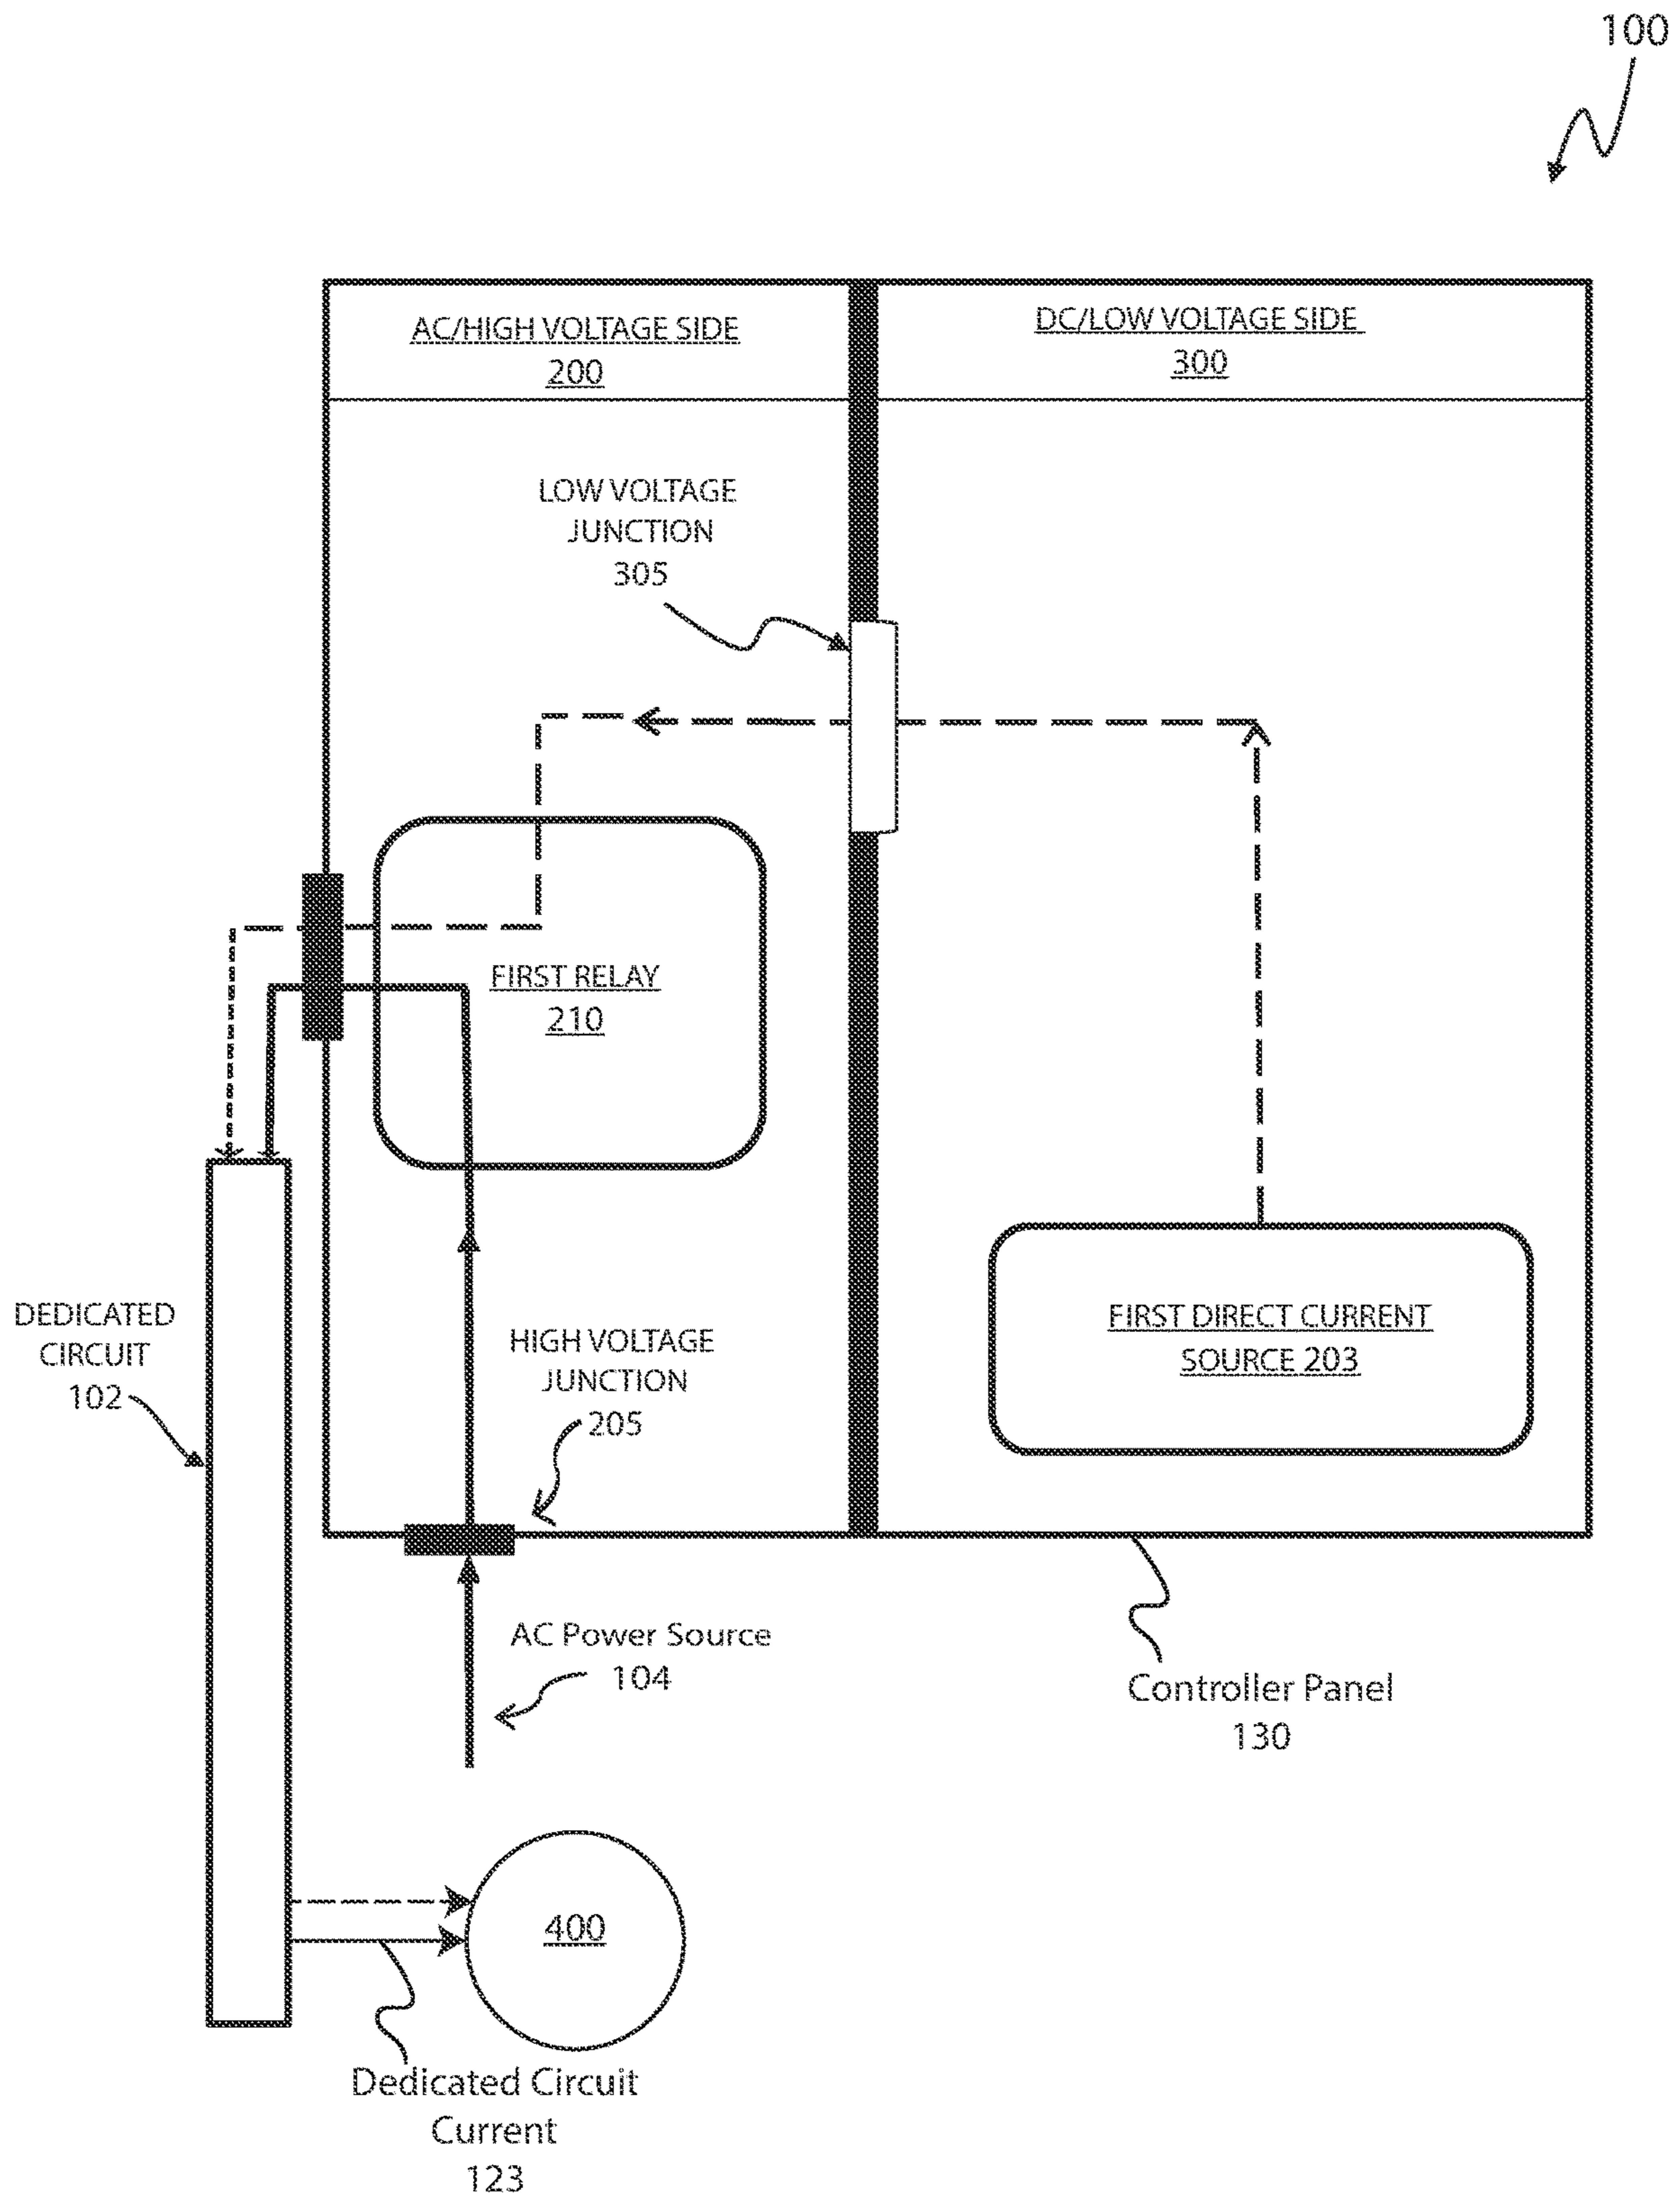 100
AC/HIGH VOLTAGE SIDE
200
DC/LOW VOLTAGE SIDE
300
LOW VOLTAGE
JUNCTION
305
FIRST RELAY
210
DEDICATED
CIRCUIT
102
HIGH VOLTAGE
JUNCTION
205
FIRST DIRECT CURRENT
SOURCE 203
AC Power Source
104
Controller Panel
130
400
Dedicated Circuit
Current
123